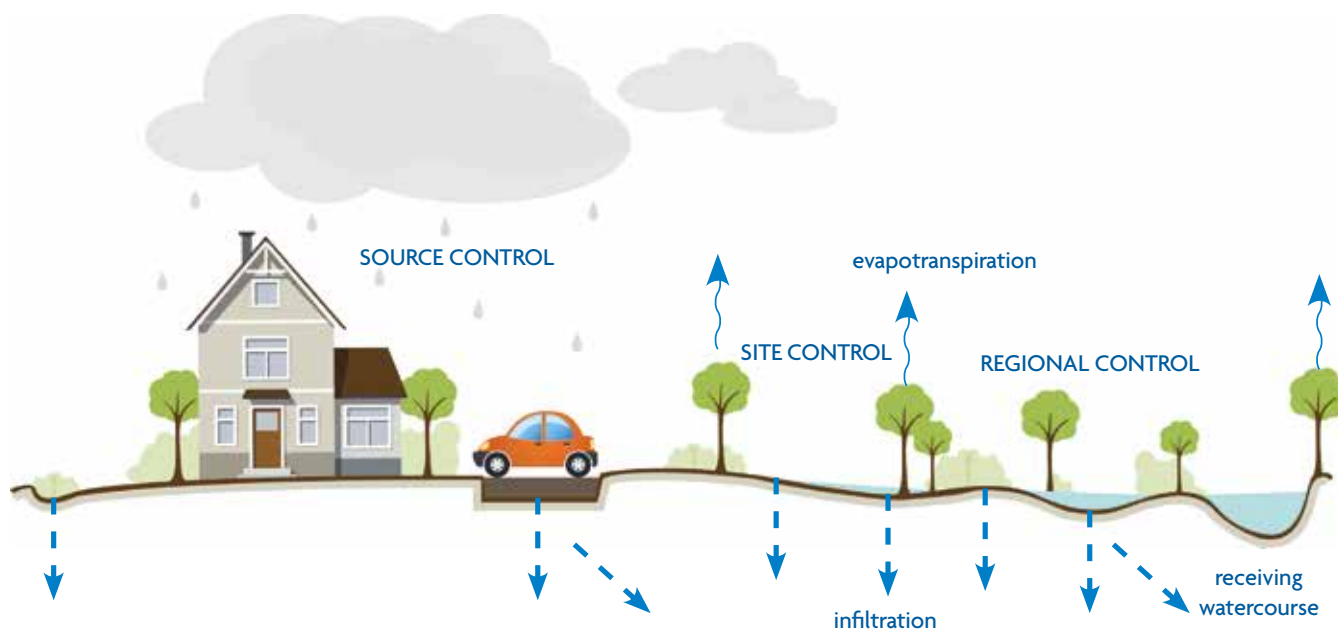 SOURCE CONTROL
evapotranspiration
SITE CONTROL
REGIONAL CONTROL
infiltration
receiving
watercourse